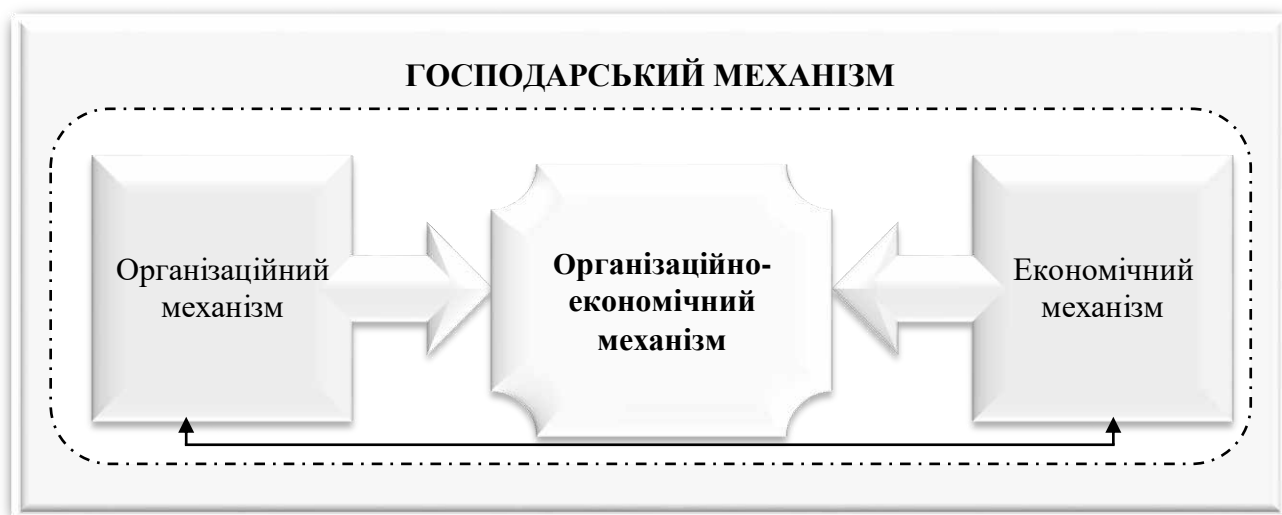 ГОСПОДАРСЬКИЙ МЕХАНІЗМ
Організаційний
механізм
Організаційно-
економічний
механізм
Економічний
механізм